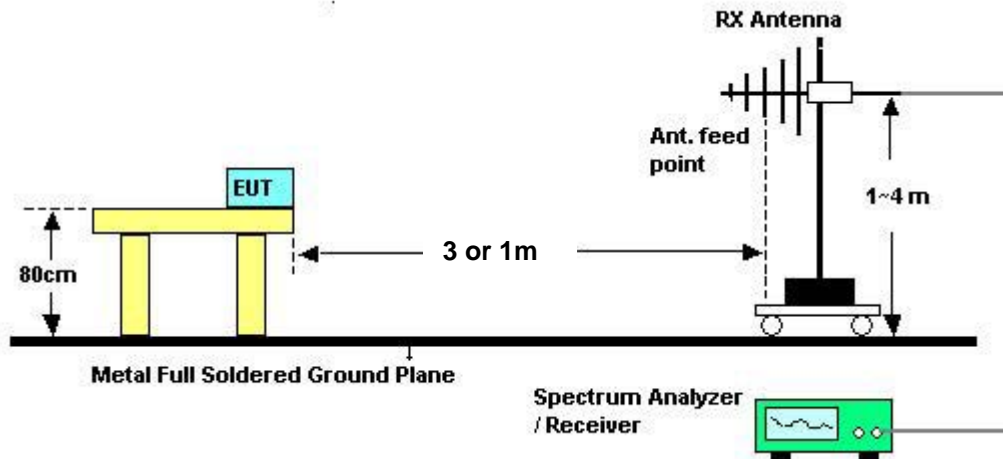 RX Antenna
Ant. feed
point
EUT
1~4 m
3 or 1m
80cm
Metal Full Soldered Ground Plane
Spectrum Analyzer
/ Receiver